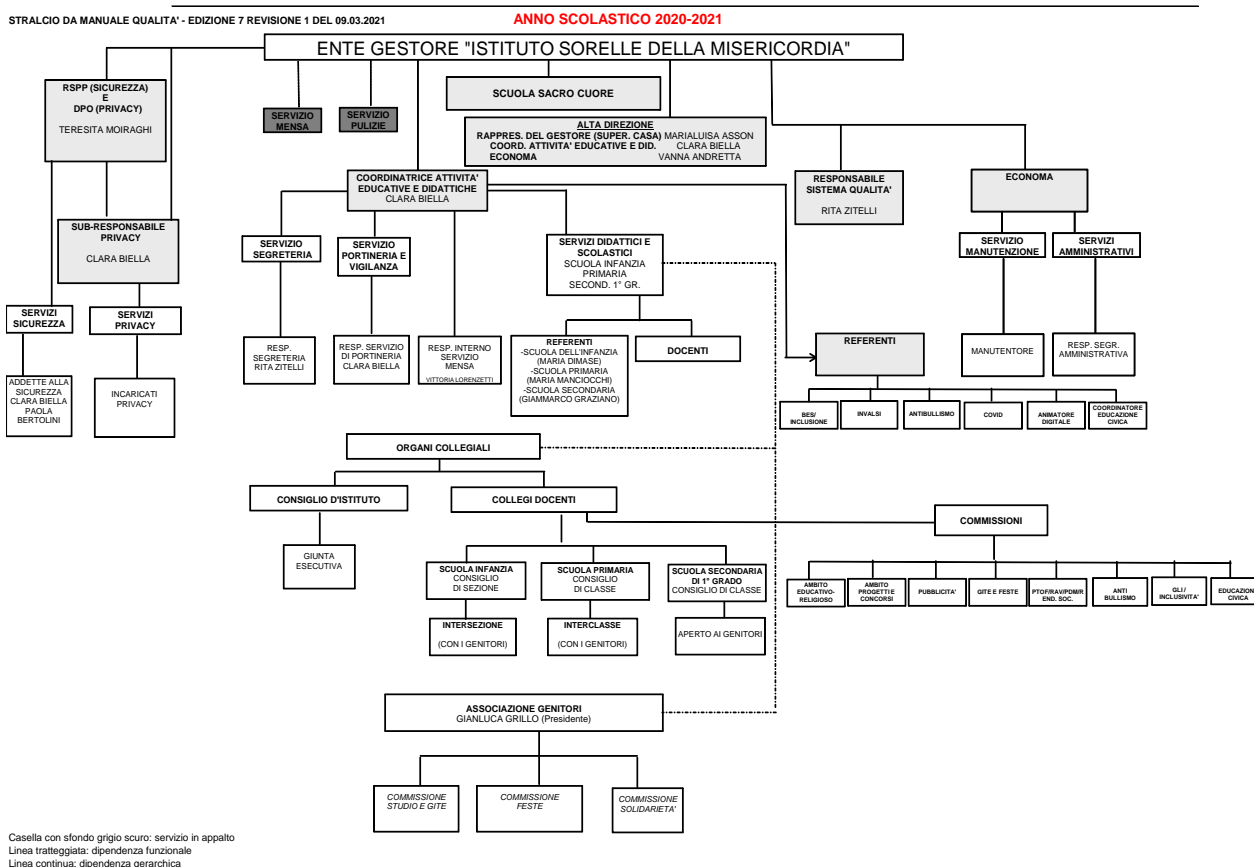 STRALCIO DA MANUALE QUALITA' - EDIZIONE 7 REVISIONE 1 DEL 09.03.2021
ANNO SCOLASTICO 2020-2021
ENTE GESTORE "ISTITUTO SORELLE DELLA MISERICORDIA"
RSPP (SICUREZZA)
E
DPO (PRIVACY)
TERESITA MOIRAGHI
SERVIZIO
MENSA
SERVIZIO
PULIZIE
SCUOLA SACRO CUORE
ALTA DIREZIONE
RAPPRES. DEL GESTORE (SUPER. CASA) MARIALUISA ASSON
COORD. ATTIVITA' EDUCATIVE E DID. CLARA BIELLA
ECONOMA VANNA ANDRETTA
COORDINATRICE ATTIVITA'
EDUCATIVE E DIDATTICHE
CLARA BIELLA
RESPONSABILE
SISTEMA QUALITA'
RITA ZITELLI
ECONOMA
SUB-RESPONSABILE
PRIVACY
CLARA BIELLA
SERVIZIO
SEGRETERIA
SERVIZIO
PORTINERIA E
VIGILANZA
SERVIZI DIDATTICI E
SCOLASTICI
SCUOLA INFANZIA
PRIMARIA
SECOND. 1° GR.
SERVIZIO
MANUTENZIONE
SERVIZI
AMMINISTRATIVI
SERVIZI
SICUREZZA
SERVIZI
PRIVACY
RESP.
SEGRETERIA
RITA ZITELLI
RESP. SERVIZIO
DI PORTINERIA
CLARA BIELLA
RESP. INTERNO
SERVIZIO
MENSA
VITTORIA LORENZETTI
REFERENTI
-SCUOLA DELL'INFANZIA
(MARIA DIMASE)
-SCUOLA PRIMARIA
(MARIA MANCIOCCHI)
-SCUOLA SECONDARIA
(GIAMMARCO GRAZIANO)
DOCENTI
REFERENTI
MANUTENTORE
RESP. SEGR.
AMMINISTRATIVA
ADDETTE ALLA
SICUREZZA
CLARA BIELLA
PAOLA
BERTOLINI
INCARICATI
PRIVACY
BES/
INCLUSIONE
INVALSI
ANTIBULLISMO
COVID
ANIMATORE
DIGITALE
COORDINATORE
EDUCAZIONE
CIVICA
ORGANI COLLEGIALI
CONSIGLIO D'ISTITUTO
COLLEGI DOCENTI
COMMISSIONI
GIUNTA
ESECUTIVA
SCUOLA INFANZIA
CONSIGLIO
DI SEZIONE
SCUOLA PRIMARIA
CONSIGLIO
DI CLASSE
SCUOLA SECONDARIA
DI 1° GRADO
CONSIGLIO DI CLASSE
AMBITO
EDUCATIVO-
RELIGIOSO
AMBITO
PROGETTI E
CONCORSI
PUBBLICITA'
GITE E FESTE
PTOF/RAV/PDM/R
END. SOC.
ANTI
BULLISMO
GLI /
INCLUSIVITA'
EDUCAZION
CIVICA
INTERSEZIONE
(CON I GENITORI)
INTERCLASSE
(CON I GENITORI)
APERTO AI GENITORI
ASSOCIAZIONE GENITORI
GIANLUCA GRILLO (Presidente)
COMMISSIONE
STUDIO E GITE
COMMISSIONE
FESTE
COMMISSIONE
SOLIDARIETA'
Casella con sfondo grigio scuro: servizio in appalto
Linea tratteggiata: dipendenza funzionale
Linea continua: dipendenza gerarchica